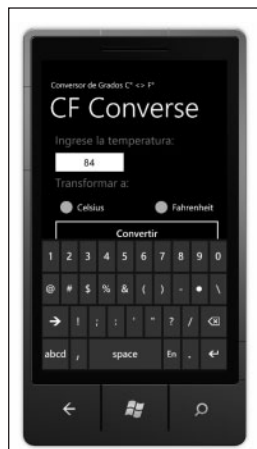 Conversor de Grados C° <> F°
CF Converse
Ingrese la temperatura:
84
Transformar a:
Celsius Fahrenheit
Convertir
1 2 3 4 5 6 7 8 9 0
@ # $ % & ( ) - \
! ; : ' " ? /
abcd , space En .